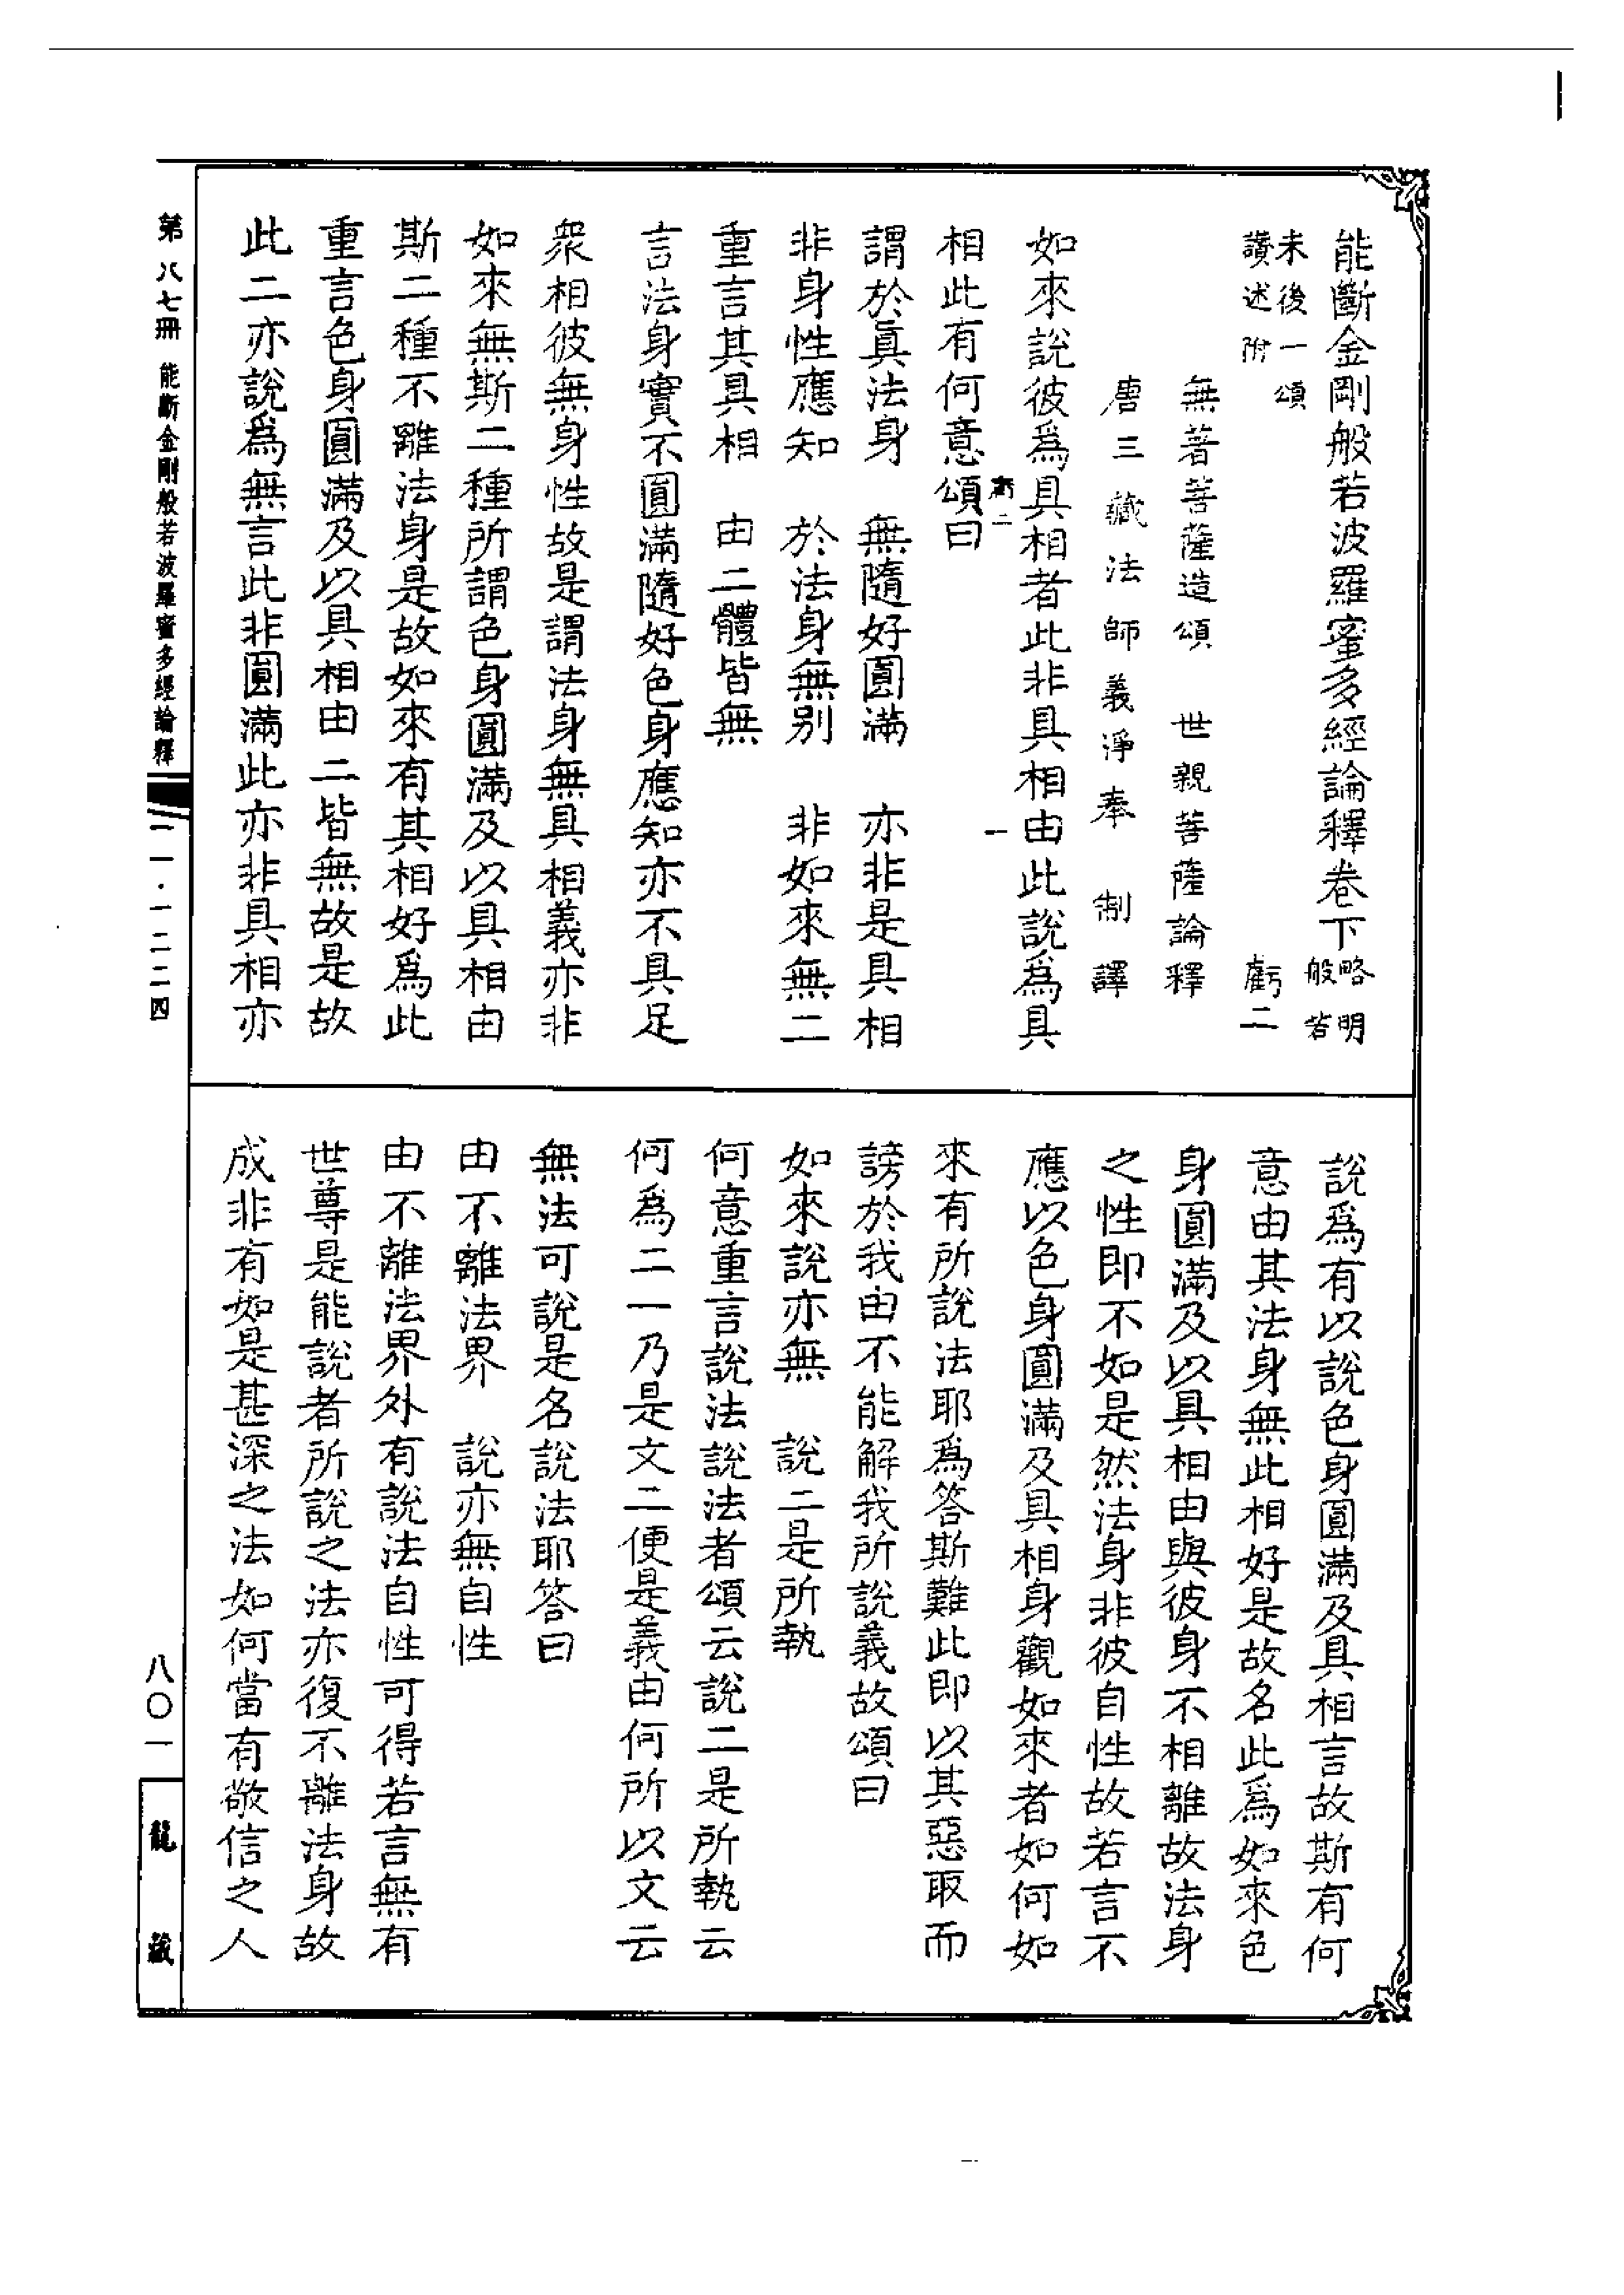 能斷金剛般若波羅蜜多經論釋卷下略明般若
末後一頌
讚述附
虧二
無著菩薩造頌　世親菩薩論釋
唐三藏法師義淨奉　制譯
如來說彼為具相者此非具相由此說為具
虧二　一
相此有何意頌曰
謂於真法身　無隨好圓滿　亦非是具相
非身性應知　於法身無別　非如來無二
重言其具相　由二體皆無
言法身實不圓滿隨好色身應知亦不具足
衆相彼無身性故是謂法身無具相義亦非
如來無斯二種所謂色身圓滿及以具相由
斯二種不離法身是故如來有其相好為此
重言色身圓滿及以具相由二皆無故是故
此二亦說為無言此非圓滿此亦非具相亦
說為有以說色身圓滿及具相言故斯有何
意由其法身無此相好是故名此為如來色
身圓滿及以具相由與彼身不相離故法身
之性即不如是然法身非彼自性故若言不
應以色身圓滿及具相身觀如來者如何如
來有所說法耶為答斯難此即以其惡取而
謗於我由不能解我所說義故頌曰
如來說亦無　說二是所執
何意重言說法說法者頌云說二是所執云
何為二一乃是文二便是義由何所以文云
無法可說是名說法耶答曰
由不離法界　說亦無自性
由不離法界外有說法自性可得若言無有
世尊是能說者所說之法亦復不離法身故
成非有如是甚深之法如何當有敬信之人
第八七冊　能斷金剛般若波羅蜜多經論釋
一一·一二二四
八〇一
龍藏